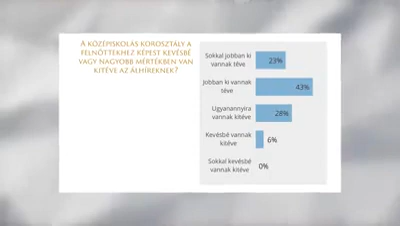 A KÖZÉPISKOLÁS KOROSZTÁLY A
FELNŐTTEKHEZ KÉPEST KEVÉSBÉ
VAGY NAGYOBB MÉRTÉKBEN VAN
KITÉVE AZ ÁLHÍREKNEK?
Sokkal jobban ki
vannak téve
23%
Jobban ki vannak
téve
43%
Ugyanannyira
vannak kitéve
28%
Kevésbé vannak
kitéve
6%
Sokkal kevésbé
vannak kitéve
0%